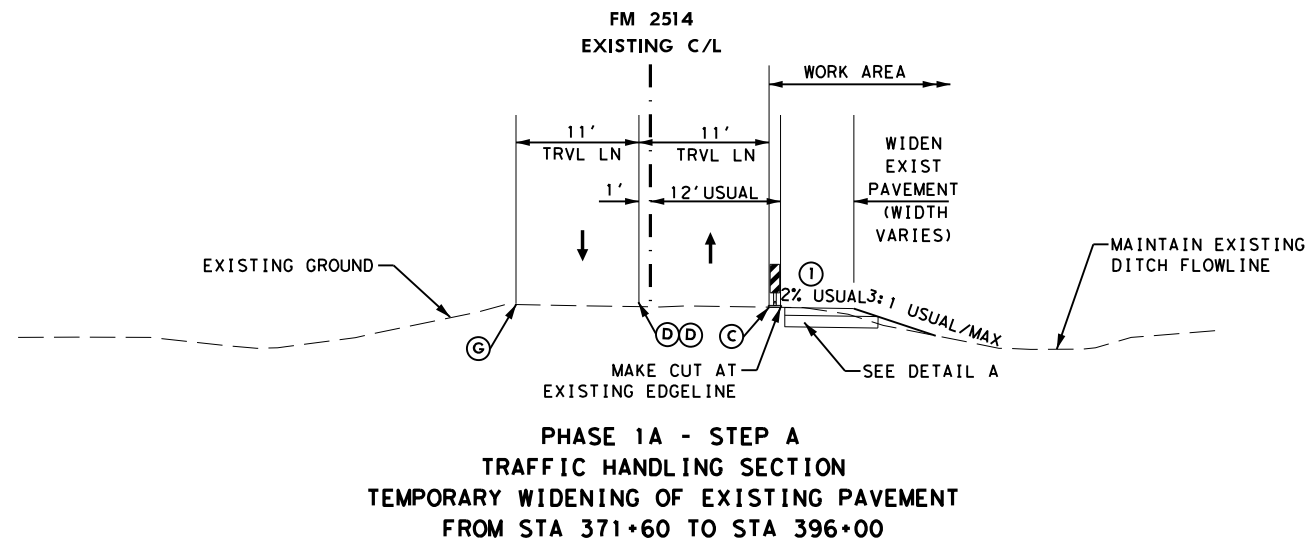 FM 2514
EXISTING C/L
WORK AREA
11'
TRVL LN
11'
TRVL LN
WIDEN
EXIST
PAVEMENT
(WIDTH
VARIES)
1'
12' USUAL
EXISTING GROUND
MAINTAIN EXISTING
DITCH FLOWLINE
1
2% USUAL
3:1 USUAL/MAX
G
D
D
C
MAKE CUT AT
EXISTING EDGELINE
SEE DETAIL A
PHASE 1A - STEP A
TRAFFIC HANDLING SECTION
TEMPORARY WIDENING OF EXISTING PAVEMENT
FROM STA 371+60 TO STA 396+00